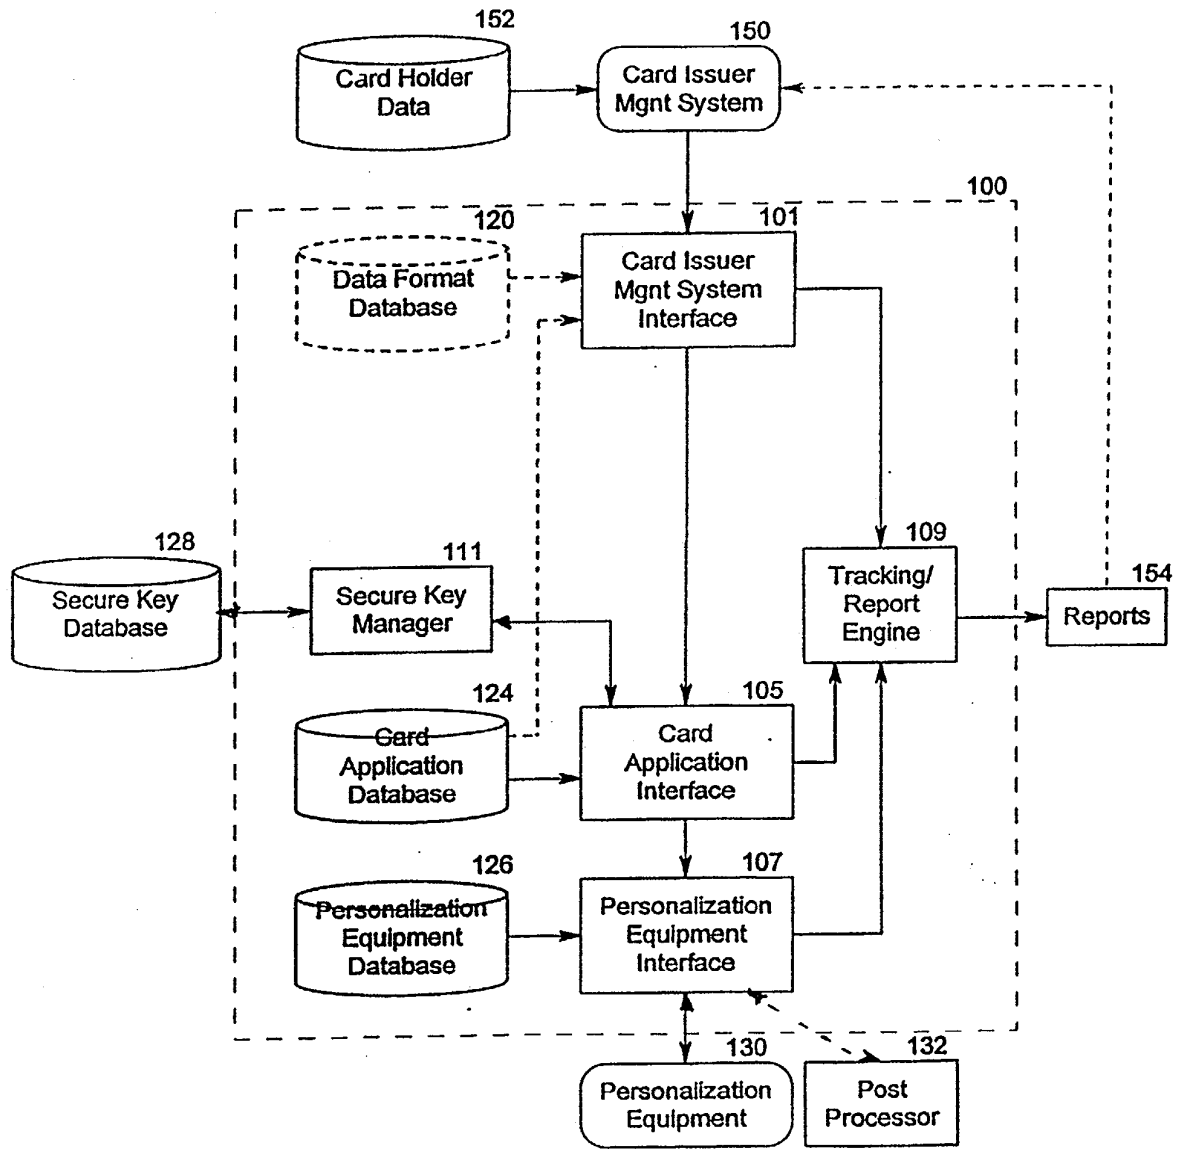 152
Card Holder
Data
150
Card Issuer
Mgnt System
100
120
Data Format
Database
101
Card Issuer
Mgnt System
Interface
128
Secure Key
Database
111
Secure Key
Manager
109
Tracking/
Report
Engine
154
Reports
124
Card
Application
Database
105
Card
Application
Interface
126
Personalization
Equipment
Database
107
Personalization
Equipment
Interface
130
Personalization
Equipment
132
Post
Processor